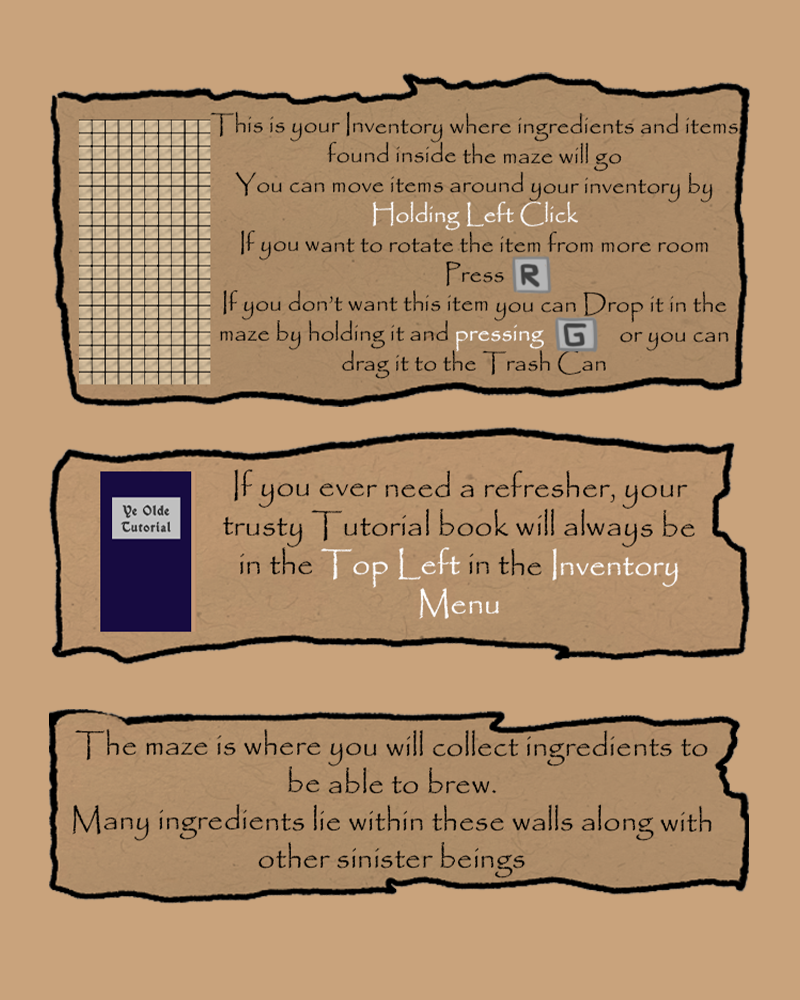 This is your Inventory where ingredients and items
found inside the maze will go
You can move items around your inventory by
Holding Left Click
If you want to rotate the item from more room
Press R
If you don't want this item you can Drop it in the
maze by holding it and pressing G or you can
drag it to the Trash Can
Ye Olde
Tutorial
If you ever need a refresher, your
trusty Tutorial book will always be
in the Top Left in the Inventory
Menu
The maze is where you will collect ingredients to
be able to brew.
Many ingredients lie within these walls along with
other sinister beings